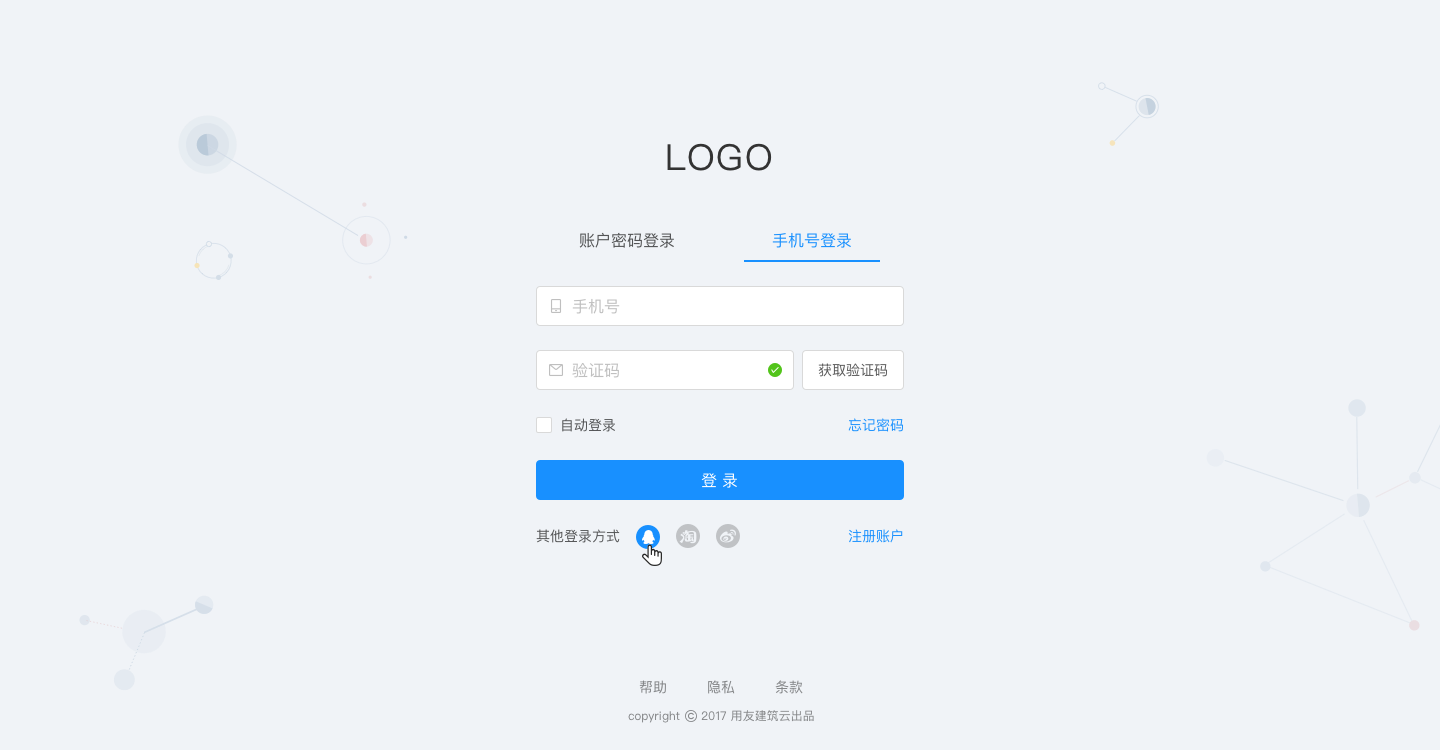 LOGO
账户密码登录 手机号登录
手机号
验证码 获取验证码
自动登录 忘记密码
登 录
其他登录方式 淘 注册账户
帮助 隐私 条款
copyright © 2017 用友建筑云出品